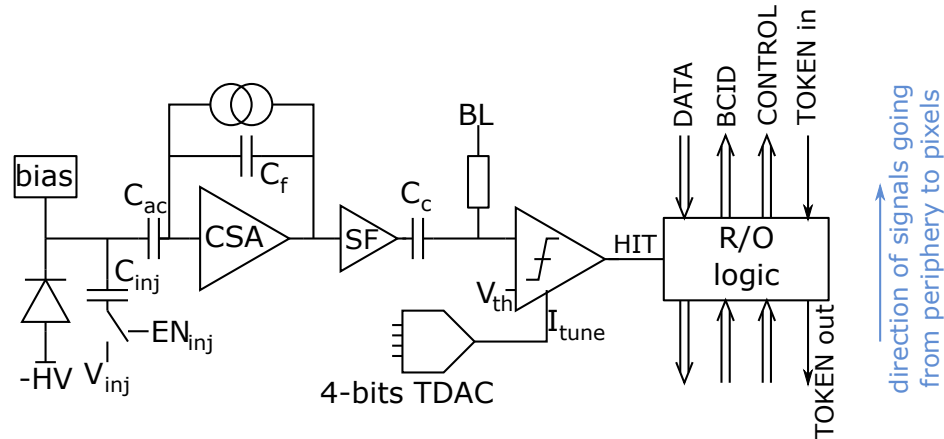 DATA
BCID
CONTROL
TOKEN in
direction of signals going
from periphery to pixels
BL
bias
C_f
C_ac
C_c
CSA
SF
HIT
R/O
logic
C_inj
V_th
I_tune
EN_inj
-HV
V_inj
4-bits TDAC
TOKEN out